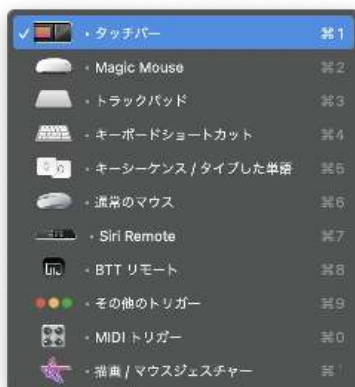 ✓ ・タッチバー ⌘1
・Magic Mouse ⌘2
・トラックパッド ⌘3
・キーボードショートカット ⌘4
・キーシーケンス / タイプした単語 ⌘5
・通常のマウス ⌘6
・Siri Remote ⌘7
・BTT リモート ⌘8
・その他のトリガー ⌘9
・MIDI トリガー ⌘0
・描画 / マウスジェスチャー ⌘'